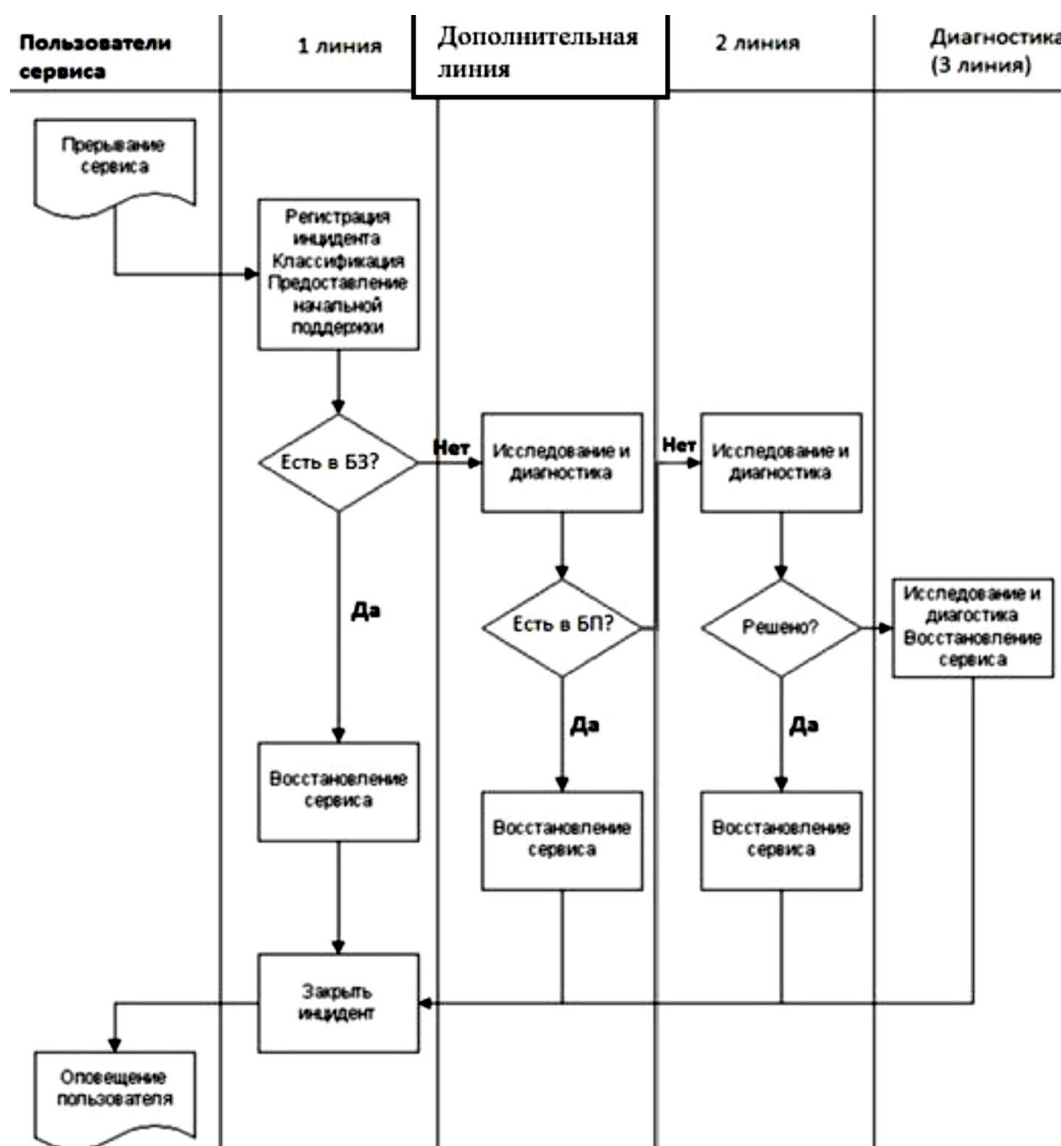 Пользователи
сервиса
1 линия
Дополнительная
линия
2 линия
Диагностика
(3 линия)
Прерывание
сервиса
Регистрация
инцидента
Классификация
Предоставление
начальной
поддержки
Есть в БЗ?
Нет
Исследование и
диагностика
Нет
Исследование и
диагностика
Да
Есть в БП?
Решено?
Исследование и
диагостика
Восстановление
сервиса
Да
Да
Восстановление
сервиса
Восстановление
сервиса
Восстановление
сервиса
Закрыть
инцидент
Оповещение
пользователя